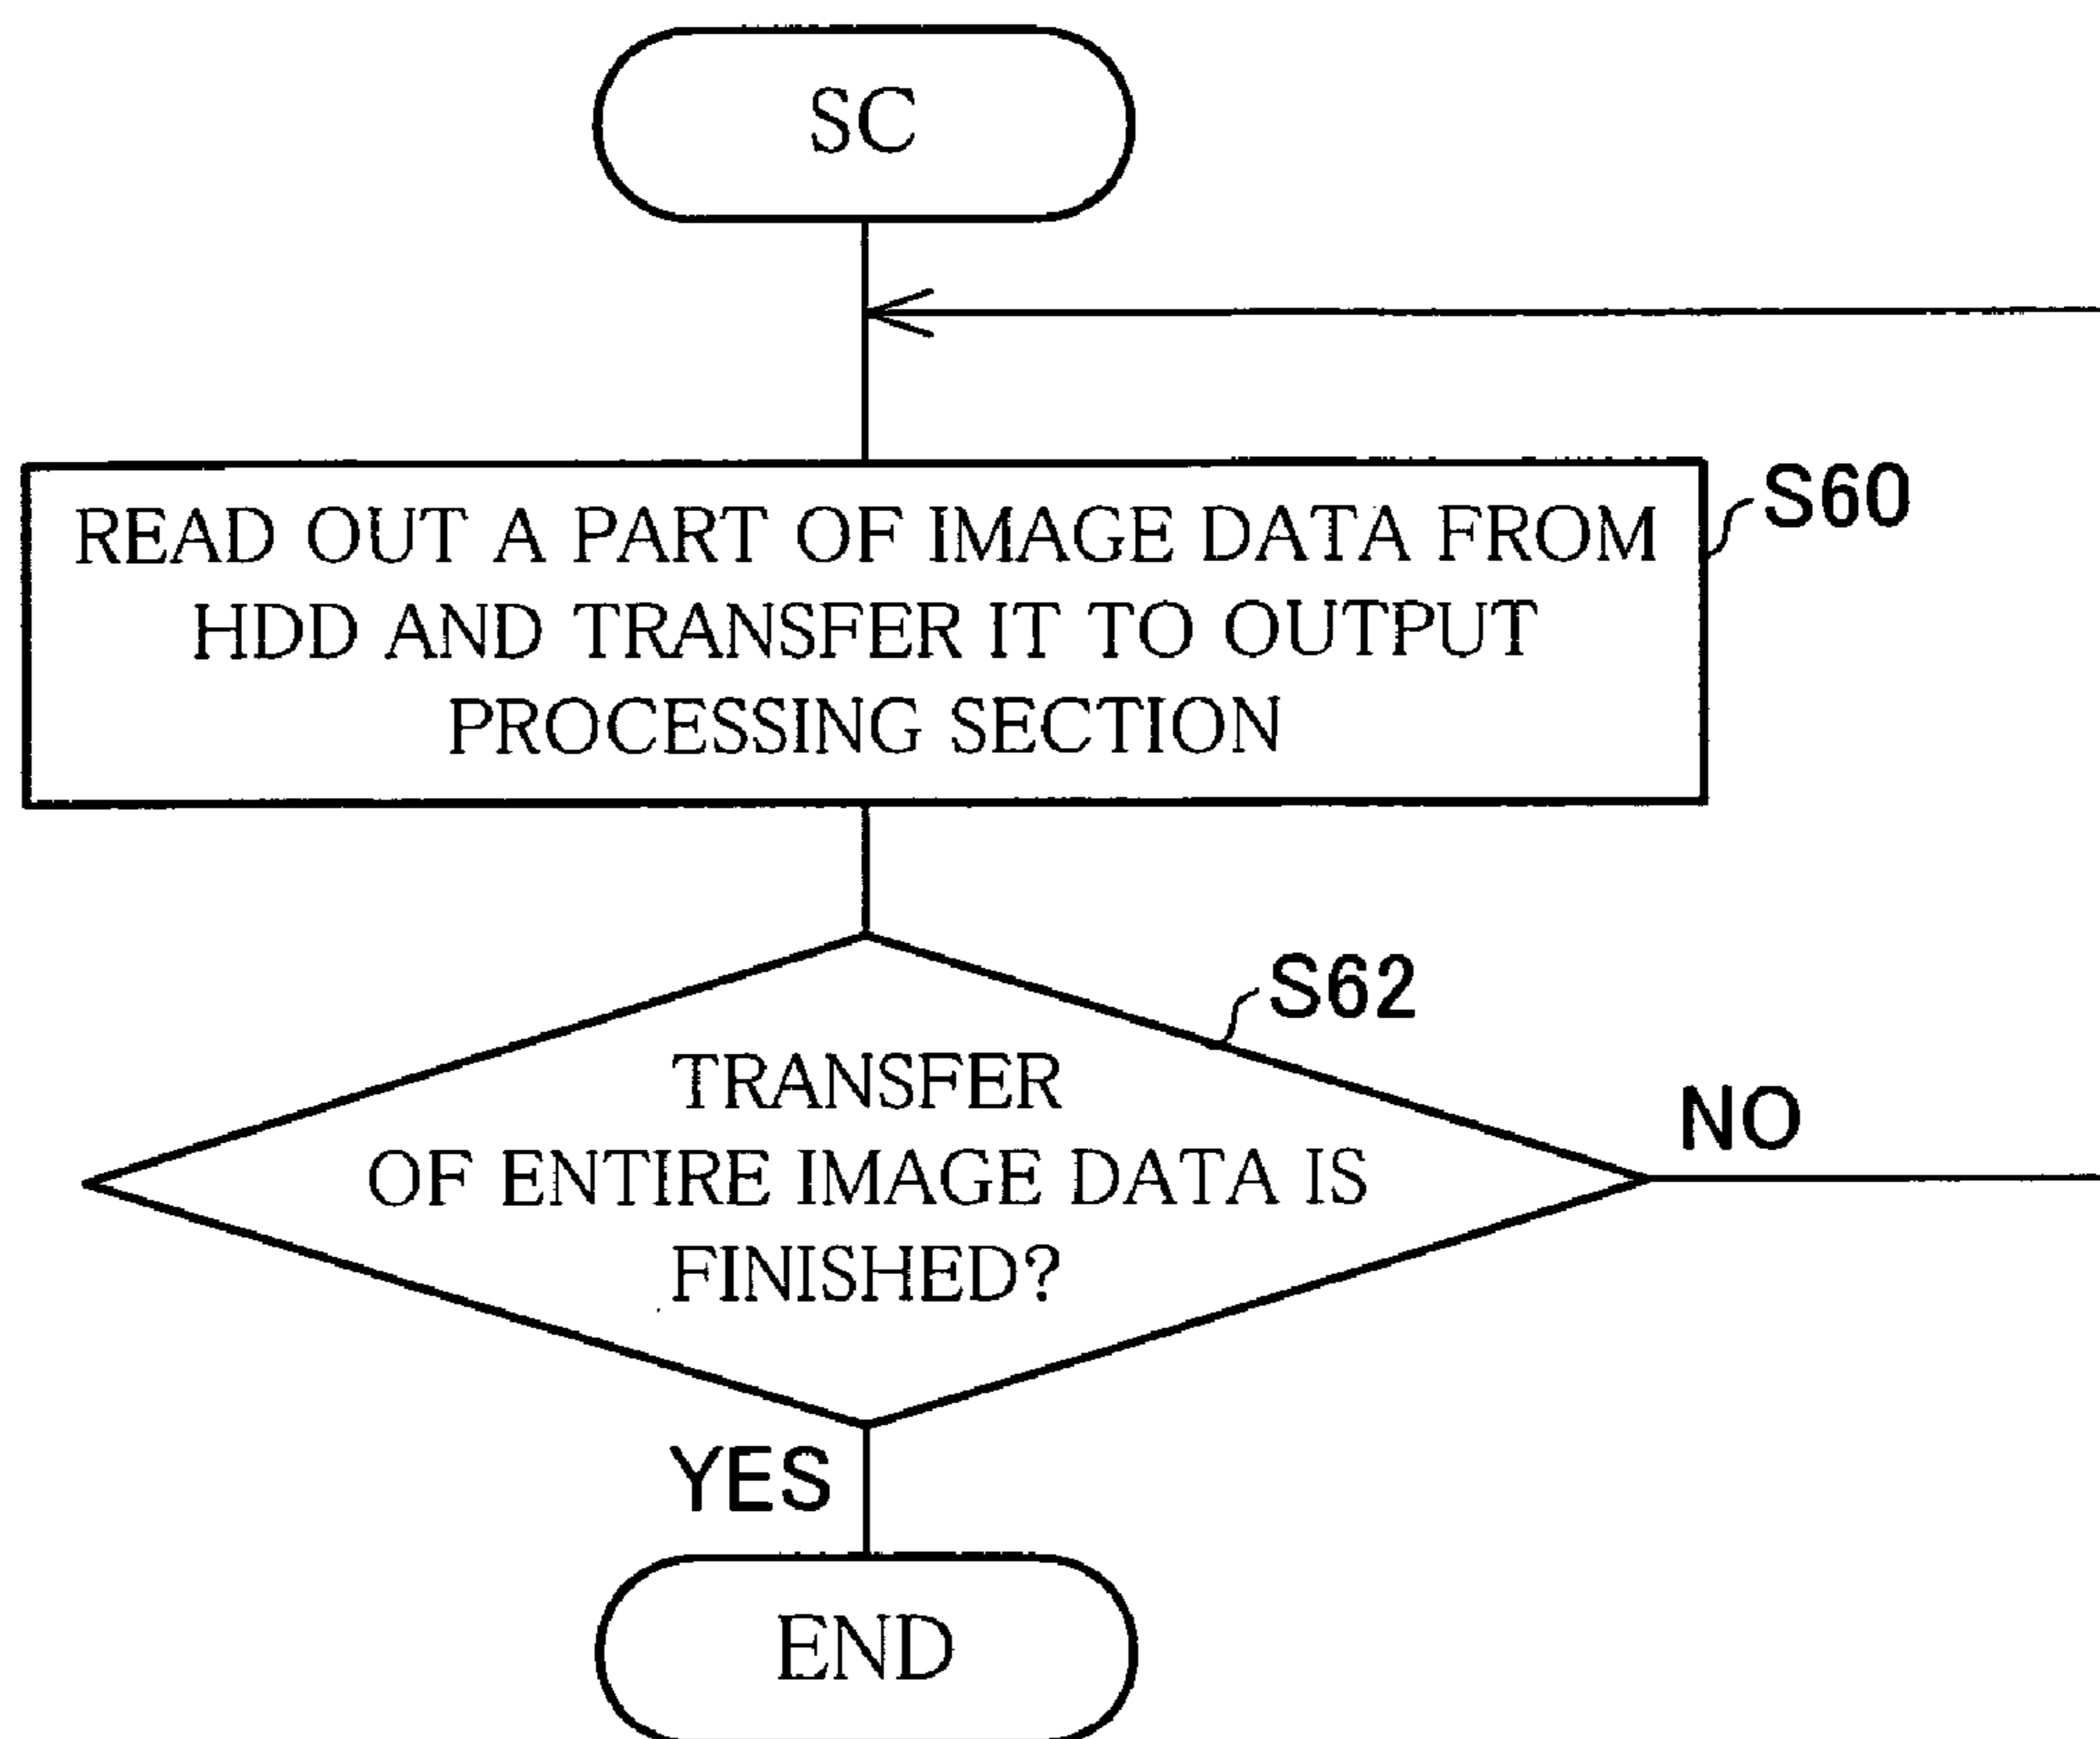 SC
READ OUT A PART OF IMAGE DATA FROM
HDD AND TRANSFER IT TO OUTPUT
PROCESSING SECTION
S60
S62
TRANSFER
OF ENTIRE IMAGE DATA IS
FINISHED?
NO
YES
END